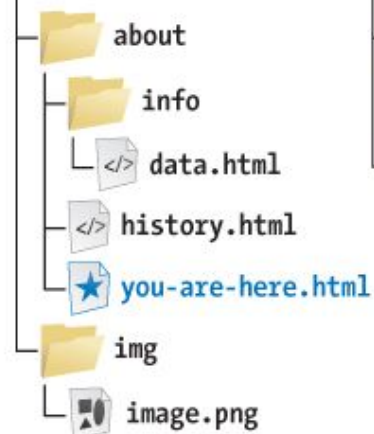 about
info
</> data.html
</> history.html
you-are-here.html
img
image.png